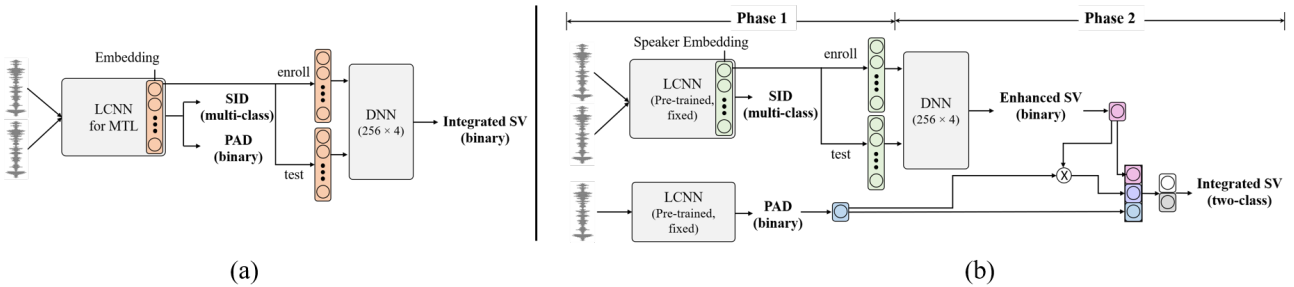 Embedding
LCNN
for MTL
SID
(multi-class)
PAD
(binary)
enroll
test
DNN
(256 × 4)
Integrated SV
(binary)
(a)
Phase 1
Phase 2
Speaker Embedding
LCNN
(Pre-trained,
fixed)
SID
(multi-class)
enroll
test
DNN
(256 × 4)
Enhanced SV
(binary)
LCNN
(Pre-trained,
fixed)
PAD
(binary)
X
Integrated SV
(two-class)
(b)